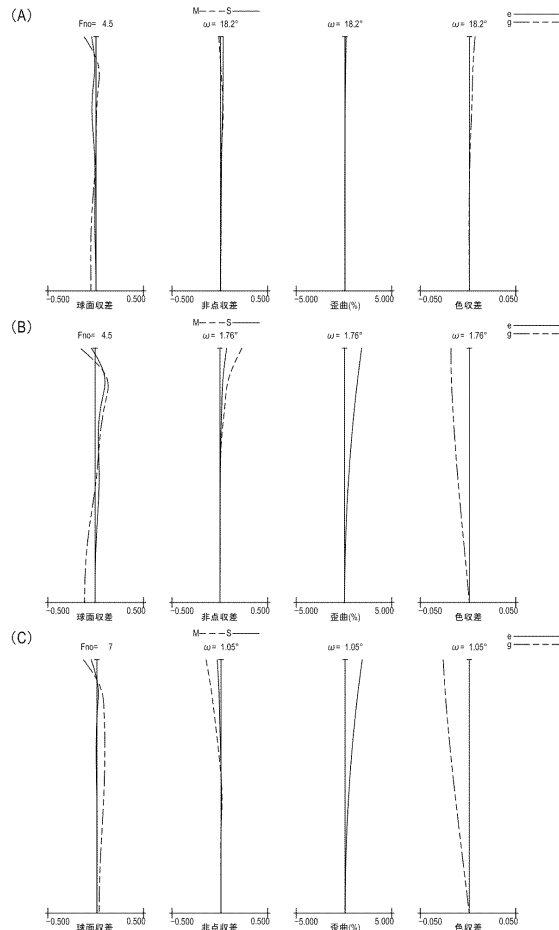 (A)
Fno= 4.5
M S
ω = 18.2°
ω = 18.2°
e
g
ω = 18.2°
-0.500 球面収差 0.500
-0.500 非点収差 0.500
-5.000 歪曲(%) 5.000
-0.050 色収差 0.050
(B)
Fno= 4.5
M S
ω = 1.76°
ω = 1.76°
e
g
ω = 1.76°
-0.500 球面収差 0.500
-0.500 非点収差 0.500
-5.000 歪曲(%) 5.000
-0.050 色収差 0.050
(C)
Fno= 7
M S
ω = 1.05°
ω = 1.05°
e
g
ω = 1.05°
-0.500 球面収差 0.500
-0.500 非点収差 0.500
-5.000 歪曲(%) 5.000
-0.050 色収差 0.050